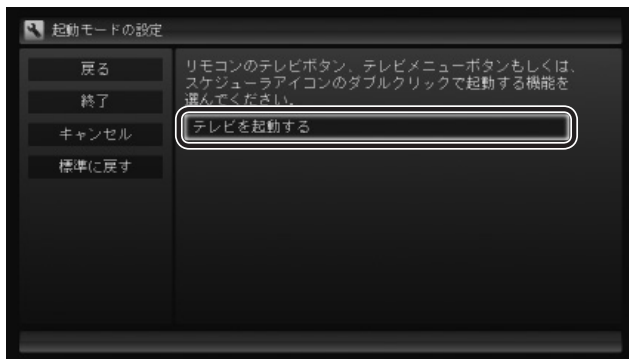 起動モードの設定
戻る
終了
キャンセル
標準に戻す
リモコンのテレビボタン、テレビメニューボタンもしくは、
スケジューラアイコンのダブルクリックで起動する機能を
選んでください。
テレビを起動する